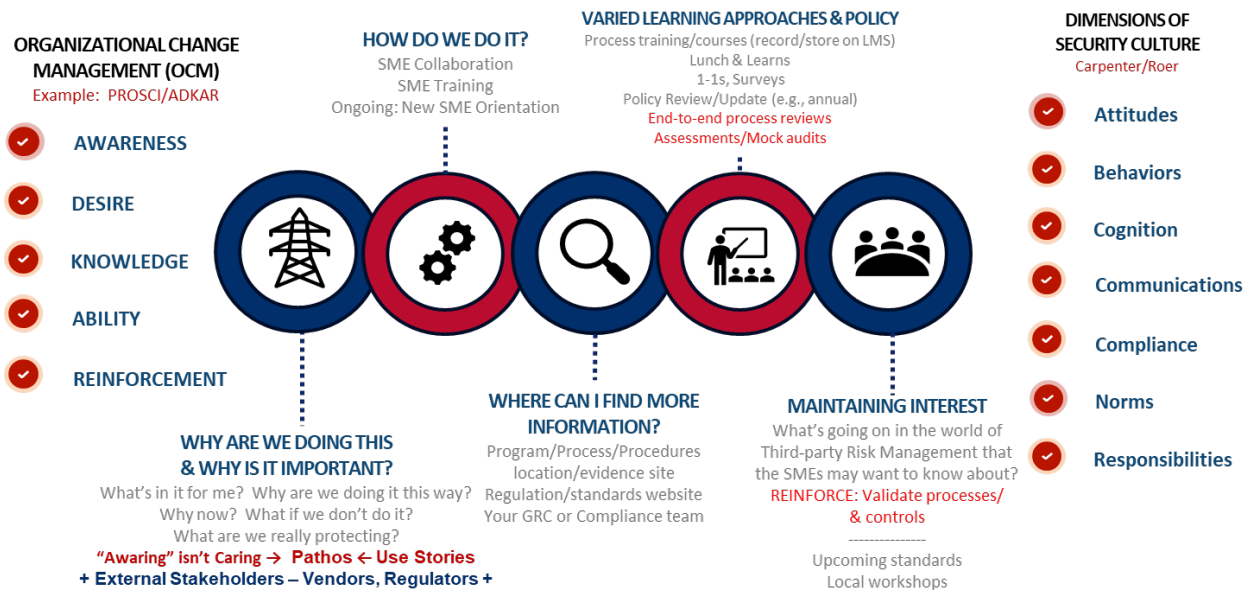 ORGANIZATIONAL CHANGE
MANAGEMENT (OCM)
Example:  PROSCI/ADKAR
AWARENESS
DESIRE
KNOWLEDGE
ABILITY
REINFORCEMENT
HOW DO WE DO IT?
SME Collaboration
SME Training
Ongoing: New SME Orientation
VARIED LEARNING APPROACHES & POLICY
Process training/courses (record/store on LMS)
Lunch & Learns
1-1s, Surveys
Policy Review/Update (e.g., annual)
End-to-end process reviews
Assessments/Mock audits
WHY ARE WE DOING THIS
& WHY IS IT IMPORTANT?
What's in it for me?  Why are we doing it this way?
Why now?  What if we don't do it?
What are we really protecting?
"Awaring" isn't Caring → Pathos ← Use Stories
+ External Stakeholders – Vendors, Regulators +
WHERE CAN I FIND MORE
INFORMATION?
Program/Process/Procedures
location/evidence site
Regulation/standards website
Your GRC or Compliance team
MAINTAINING INTEREST
What's going on in the world of
Third-party Risk Management that
the SMEs may want to know about?
REINFORCE: Validate processes/
& controls
---------------
Upcoming standards
Local workshops
DIMENSIONS OF
SECURITY CULTURE
Carpenter/Roer
Attitudes
Behaviors
Cognition
Communications
Compliance
Norms
Responsibilities